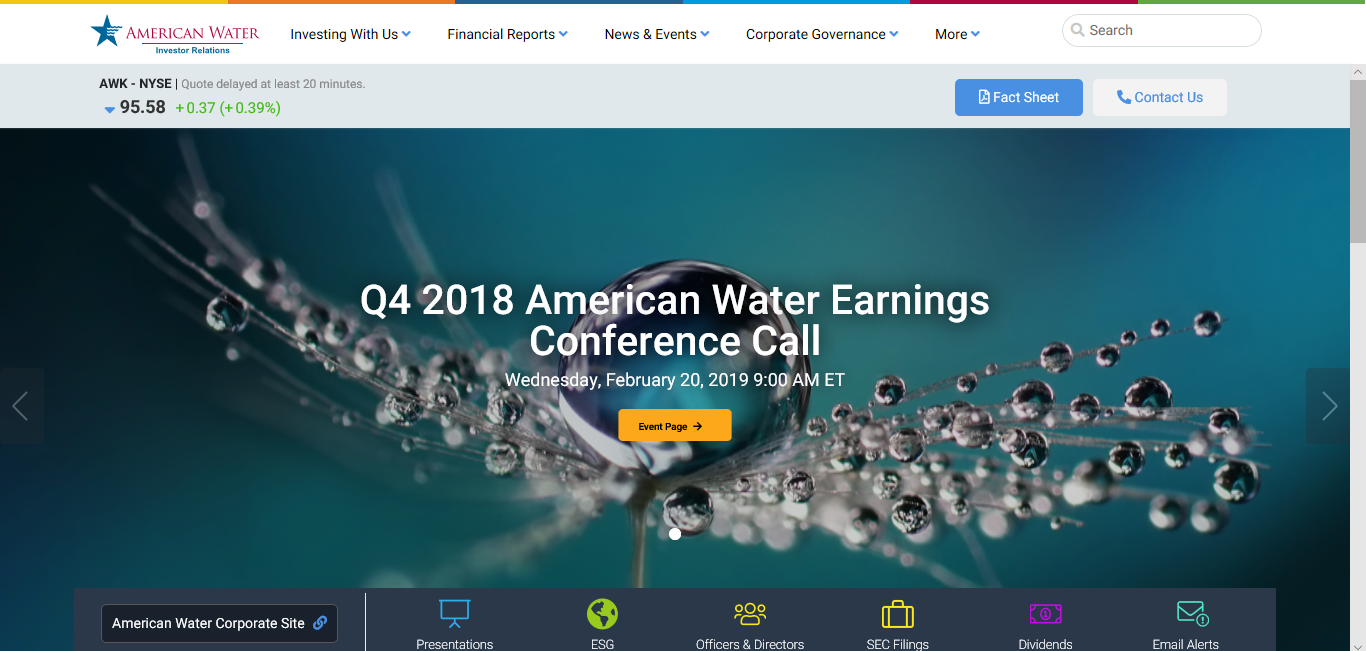 AMERICAN WATER
Investor Relations
Investing With Us
Financial Reports
News & Events
Corporate Governance
More
Search
AWK - NYSE | Quote delayed at least 20 minutes.
95.58 +0.37 (+0.39%)
Fact Sheet
Contact Us
Q4 2018 American Water Earnings
Conference Call
Wednesday, February 20, 2019 9:00 AM ET
Event Page
American Water Corporate Site
Presentations
ESG
Officers & Directors
SEC Filings
Dividends
Email Alerts